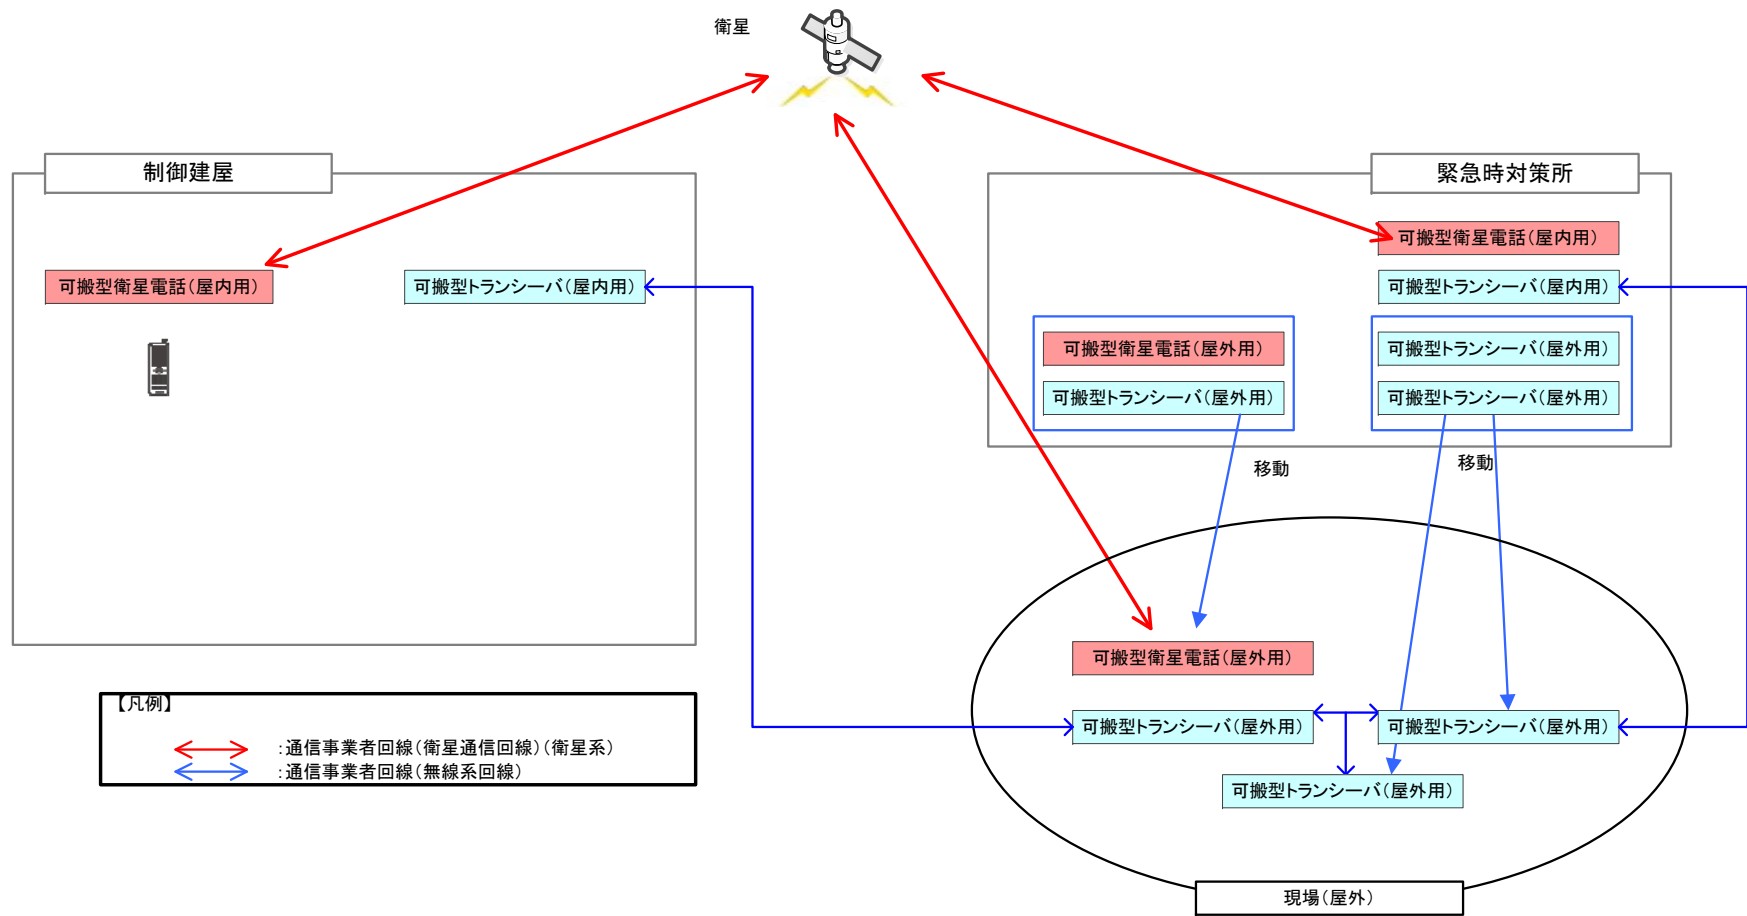 衛星
制御建屋
緊急時対策所
可搬型衛星電話(屋内用)
可搬型衛星電話(屋内用)
可搬型トランシーバ(屋内用)
可搬型トランシーバ(屋内用)
可搬型衛星電話(屋外用)
可搬型トランシーバ(屋外用)
可搬型トランシーバ(屋外用)
可搬型トランシーバ(屋外用)
移動
移動
可搬型衛星電話(屋外用)
可搬型トランシーバ(屋外用)
可搬型トランシーバ(屋外用)
可搬型トランシーバ(屋外用)
【凡例】
:通信事業者回線(衛星通信回線)(衛星系)
:通信事業者回線(無線系回線)
現場(屋外)